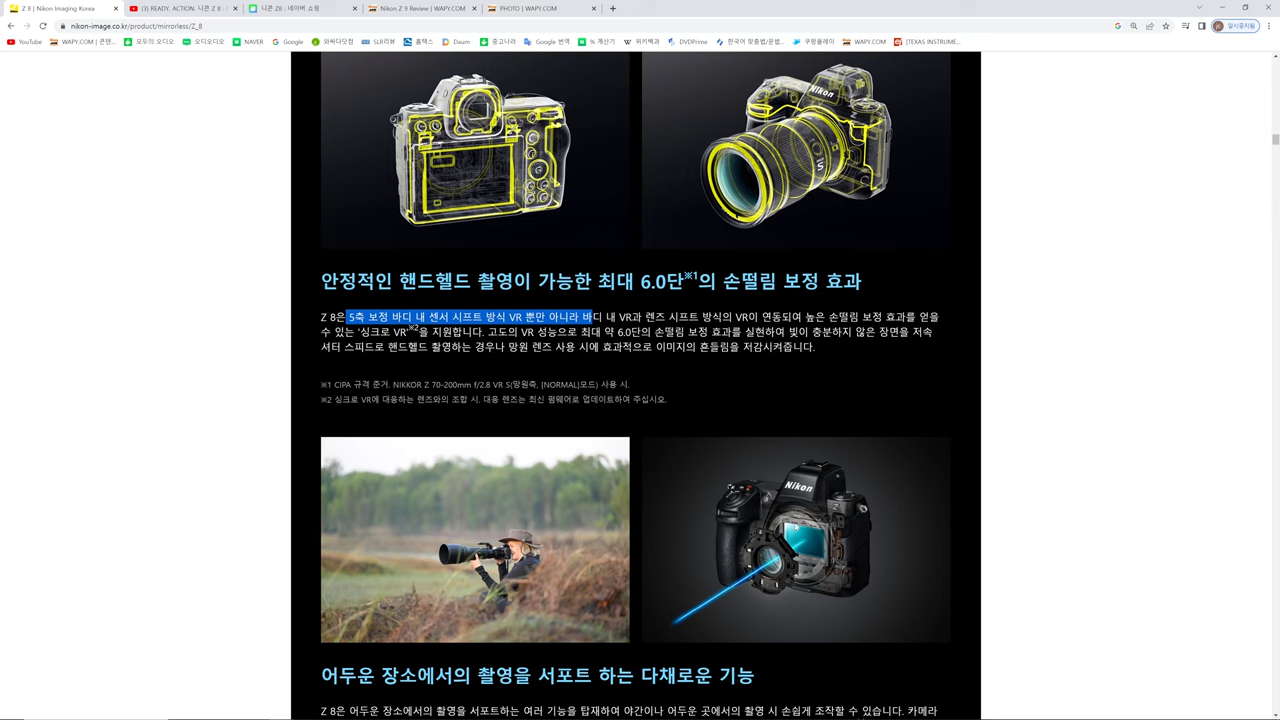 Z 8 | Nikon Imaging Korea
(3) READY. ACTION. 니콘 Z 8 :
니콘 Z8 : 네이버 쇼핑
Nikon Z 9 Review | WAPY.COM
PHOTO | WAPY.COM
nikon-image.co.kr/product/mirrorless/Z_8
일시중지됨
YouTube
WAPY.COM | 콘텐...
모두의 오디오
오디오디오
NAVER
Google
와싸다닷컴
SLR리뷰
홈택스
Daum
중고나라
Google 번역
% 계산기
위키백과
DVDPrime
한국어 맞춤법/문법...
쿠팡플레이
WAPY.COM
(TEXAS INSTRUME...
Nikon
Z
S
안정적인 핸드헬드 촬영이 가능한 최대 6.0단※1의 손떨림 보정 효과
Z 8은 5축 보정 바디 내 센서 시프트 방식 VR 뿐만 아니라 바디 내 VR과 렌즈 시프트 방식의 VR이 연동되여 높은 손떨림 보정 효과를 얻을
수 있는 '싱크로 VR'※2을 지원합니다. 고도의 VR 성능으로 최대 약 6.0단의 손떨림 보정 효과를 실현하여 빛이 충분하지 않은 장면을 저속
셔터 스피드로 핸드헬드 촬영하는 경우나 망원 렌즈 사용 시에 효과적으로 이미지의 흔들림을 저감시켜줍니다.
※1 CIPA 규격 준거. NIKKOR Z 70-200mm f/2.8 VR S(망원측, [NORMAL]모드) 사용 시.
※2 싱크로 VR에 대응하는 렌즈와의 조합 시. 대응 렌즈는 최신 펌웨어로 업데이트하여 주십시오.
Nikon
Z
어두운 장소에서의 촬영을 서포트 하는 다채로운 기능
Z 8은 어두운 장소에서의 촬영을 서포트하는 여러 기능을 탑재하여 야간이나 어두운 곳에서의 촬영 시 손쉽게 조작할 수 있습니다. 카메라